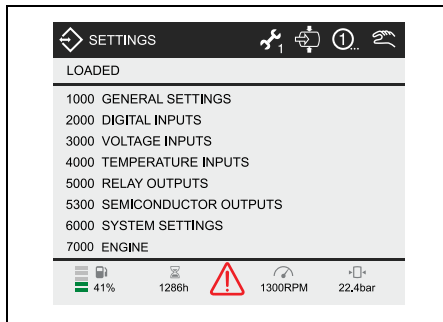 SETTINGS 1 1...
LOADED
1000 GENERAL SETTINGS
2000 DIGITAL INPUTS
3000 VOLTAGE INPUTS
4000 TEMPERATURE INPUTS
5000 RELAY OUTPUTS
5300 SEMICONDUCTOR OUTPUTS
6000 SYSTEM SETTINGS
7000 ENGINE
41% 1286h 1300RPM 22.4bar